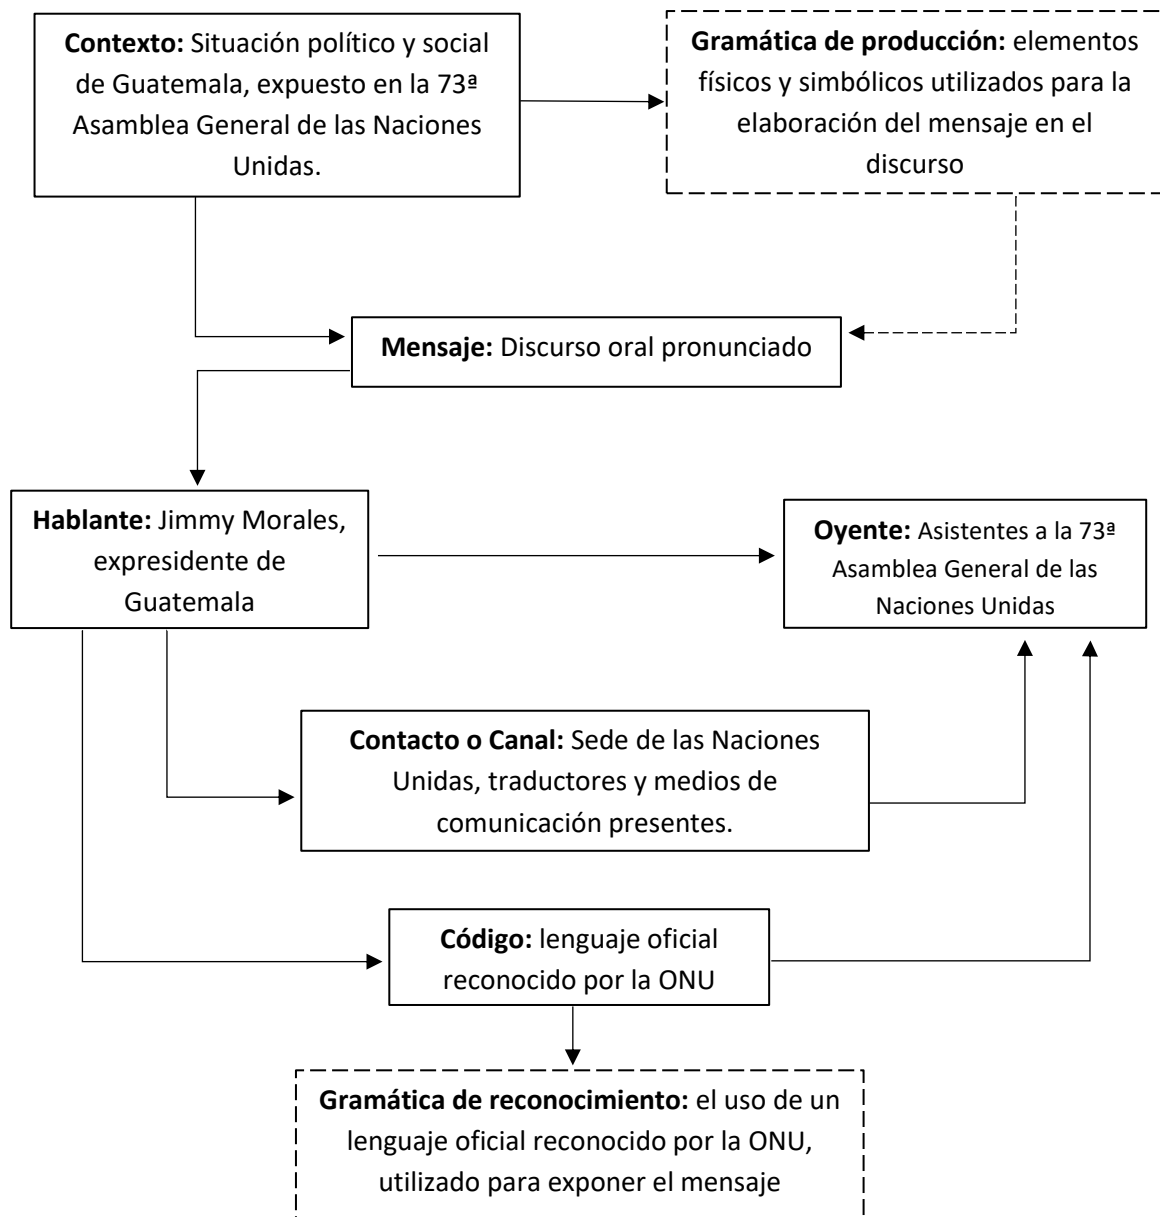 Contexto: Situación político y social
de Guatemala, expuesto en la 73ª
Asamblea General de las Naciones
Unidas.
Gramática de producción: elementos
físicos y simbólicos utilizados para la
elaboración del mensaje en el
discurso
Mensaje: Discurso oral pronunciado
Hablante: Jimmy Morales,
expresidente de
Guatemala
Oyente: Asistentes a la 73ª
Asamblea General de las
Naciones Unidas
Contacto o Canal: Sede de las Naciones
Unidas, traductores y medios de
comunicación presentes.
Código: lenguaje oficial
reconocido por la ONU
Gramática de reconocimiento: el uso de un
lenguaje oficial reconocido por la ONU,
utilizado para exponer el mensaje